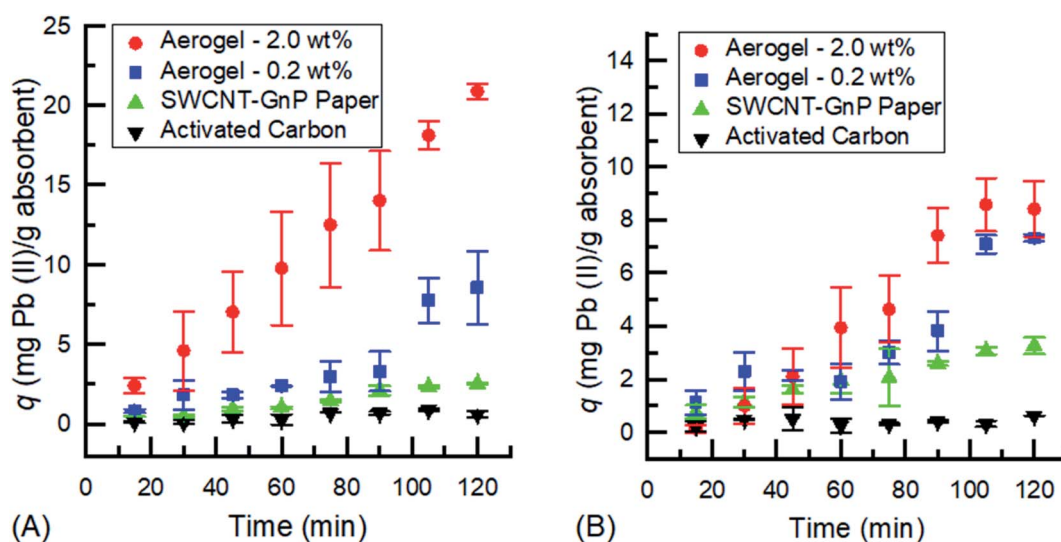 Aerogel - 2.0 wt%
Aerogel - 0.2 wt%
SWCNT-GnP Paper
Activated Carbon
q (mg Pb (II)/g absorbent)
25
20
15
10
5
0
0 20 40 60 80 100 120
Time (min)
(A)
Aerogel - 2.0 wt%
Aerogel - 0.2 wt%
SWCNT-GnP Paper
Activated Carbon
q (mg Pb (II)/g absorbent)
14
12
10
8
6
4
2
0
0 20 40 60 80 100 120
Time (min)
(B)